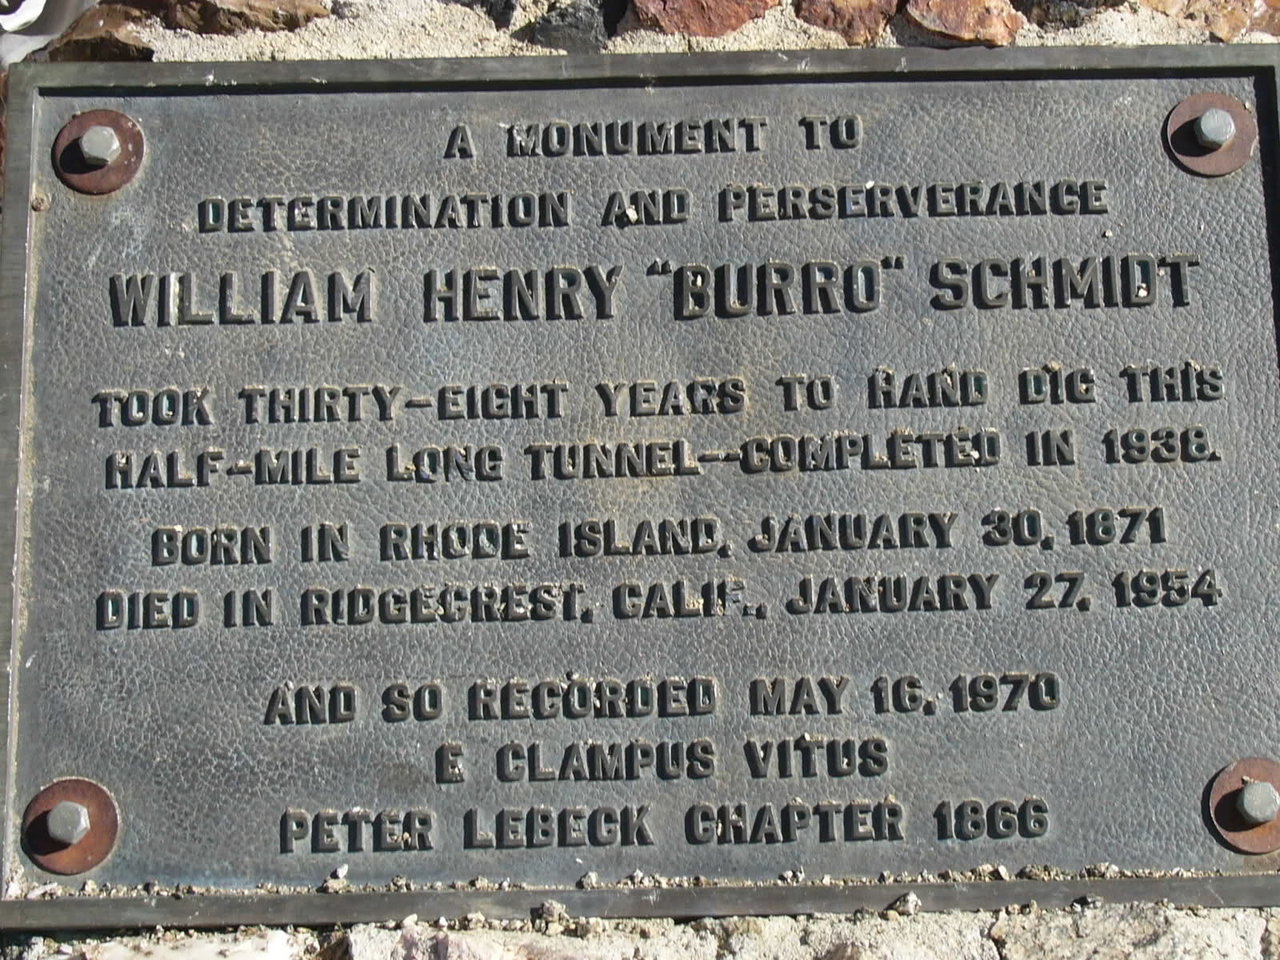 A MONUMENT TO
DETERMINATION AND PERSERVERANCE
WILLIAM HENRY "BURRO" SCHMIDT
TOOK THIRTY-EIGHT YEARS TO HAND DIG THIS
HALF-MILE LONG TUNNEL--COMPLETED IN 1938.
BORN IN RHODE ISLAND, JANUARY 30, 1871
DIED IN RIDGECREST, CALIF., JANUARY 27, 1954
AND SO RECORDED MAY 16, 1970
E CLAMPUS VITUS
PETER LEBECK CHAPTER 1866